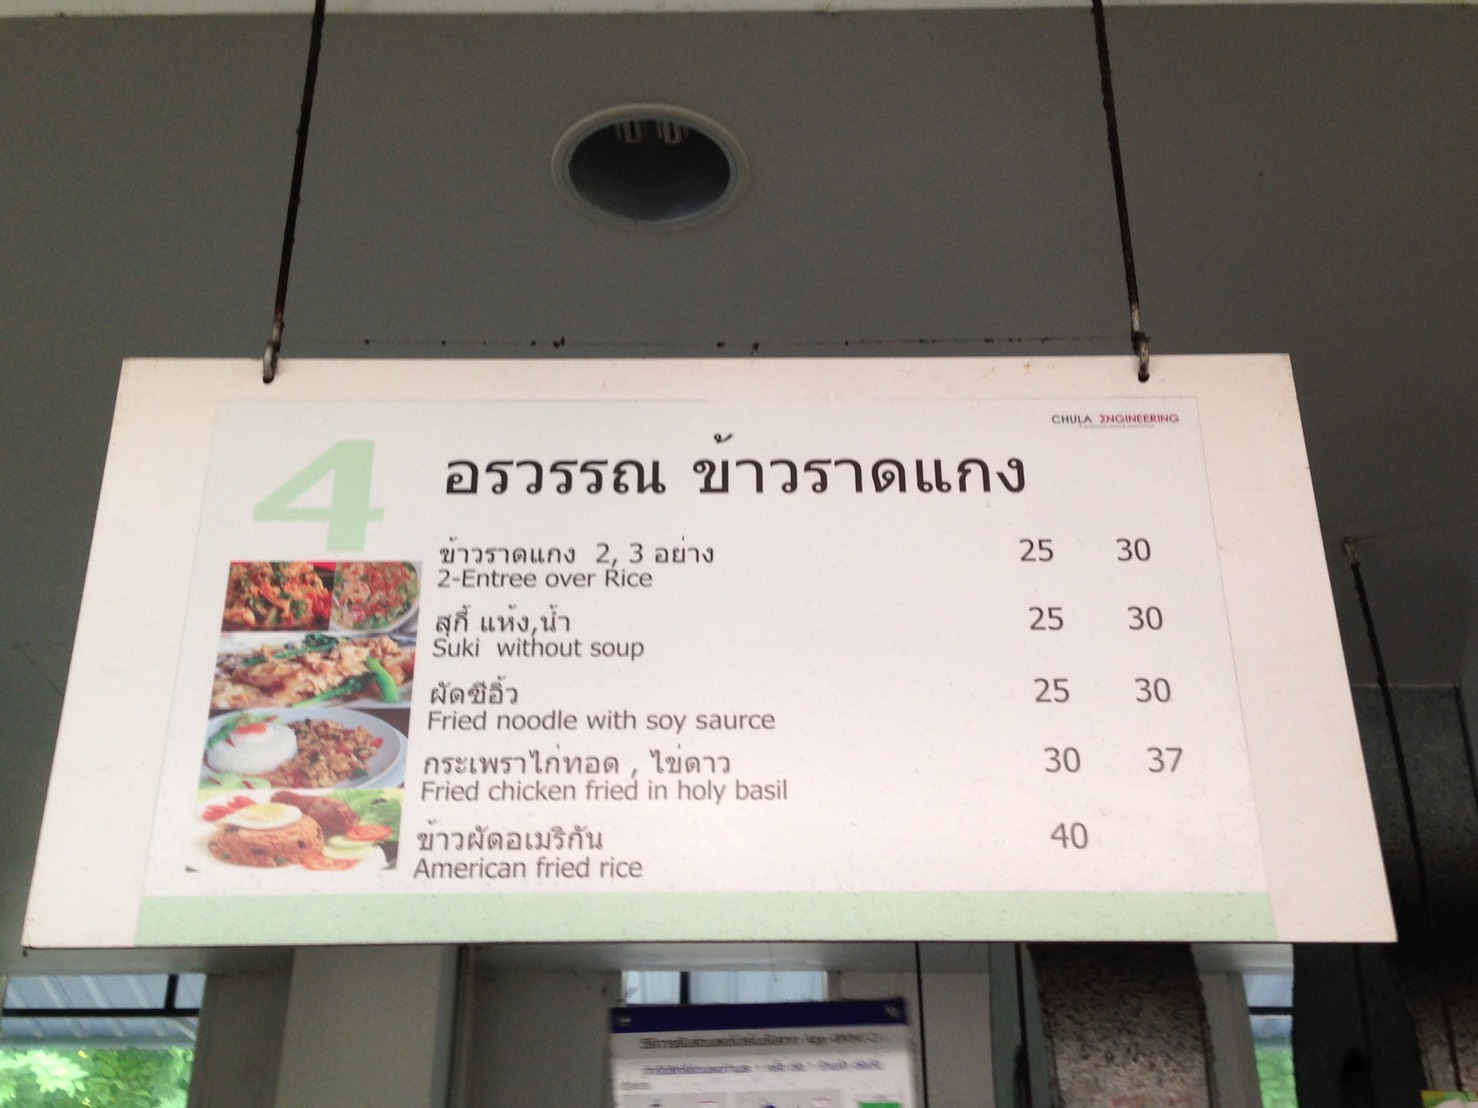 CHULA ΣNGINEERING
4
อรวรรณ ข้าวราดแกง
ข้าวราดแกง 2, 3 อย่าง 25 30
2-Entree over Rice
สุกี้ แห้ง,น้ำ 25 30
Suki without soup
ผัดซีอิ้ว 25 30
Fried noodle with soy saurce
กระเพราไก่ทอด , ไข่ดาว 30 37
Fried chicken fried in holy basil
ข้าวผัดอเมริกัน 40
American fried rice